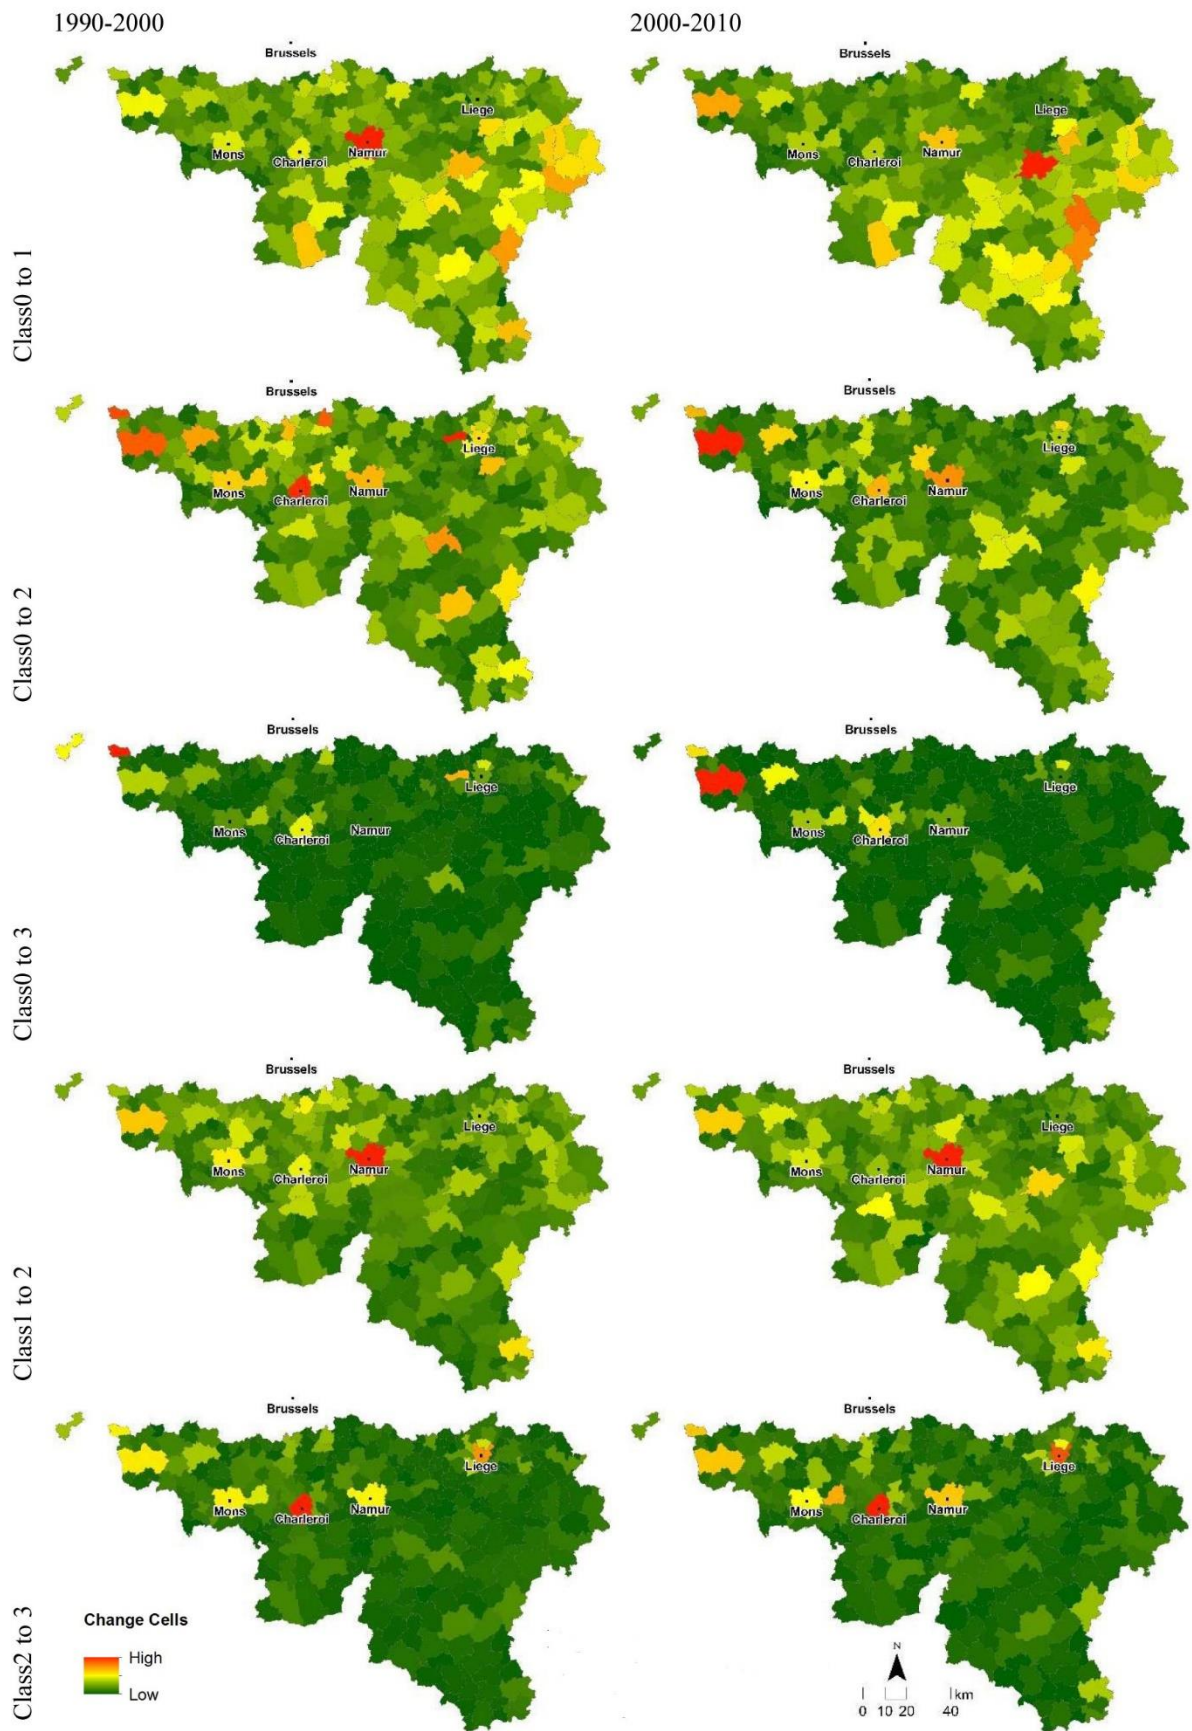 1990-2000
2000-2010
Class0 to 1
Brussels
Liege
Mons
Charleroi
Namur
Brussels
Liege
Mons
Charleroi
Namur
Class0 to 2
Brussels
Liege
Mons
Charleroi
Namur
Brussels
Liege
Mons
Charleroi
Namur
Class0 to 3
Brussels
Liege
Mons
Charleroi
Namur
Brussels
Liege
Mons
Charleroi
Namur
Class1 to 2
Brussels
Liege
Mons
Charleroi
Namur
Brussels
Liege
Mons
Charleroi
Namur
Class2 to 3
Brussels
Liege
Mons
Charleroi
Namur
Brussels
Liege
Mons
Charleroi
Namur
Change Cells
High
Low
N
km
0 10 20 40